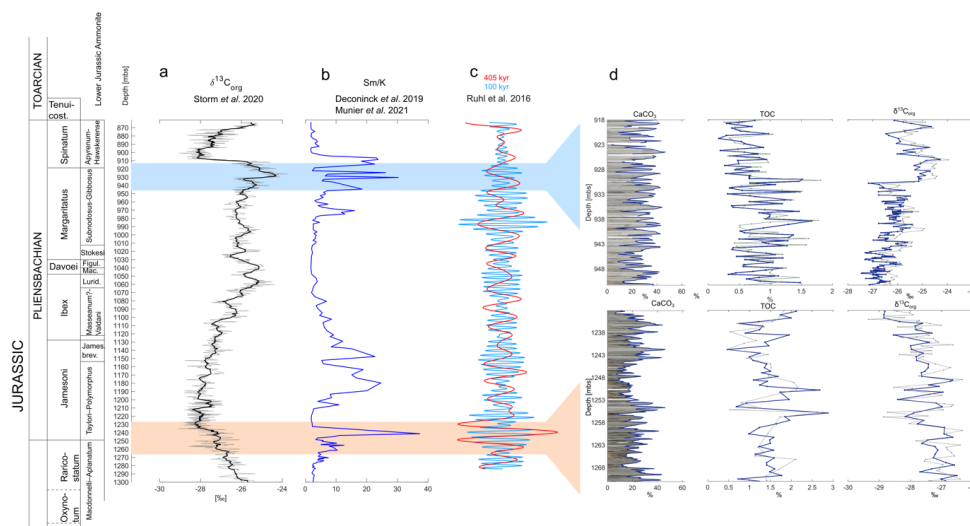 JURASSIC
TOARCIAN
PLIENSBACHIAN
Tenui-
cost.
Spinatum
Margaritatus
Davoei
Ibex
Jamesoni
Rarico-
statum
Oxyno-
tum
Lower Jurassic Ammonite
Apyrenum-
Hawskerense
Subnodosus-Gibbosus
Stokesi
Figul.
Mac.
Lurid.
Masseanum?-
Valdani
James.
brev.
Taylori–Polymorphus
Macdonnelli–Aplanatum
Depth [mbs]
870
880
890
900
910
920
930
940
950
960
970
980
990
1000
1010
1020
1030
1040
1050
1060
1070
1080
1090
1100
1110
1120
1130
1140
1150
1160
1170
1180
1190
1200
1210
1220
1230
1240
1250
1260
1270
1280
1290
1300
a
δ13Corg
Storm et al. 2020
-28 -26 -24
[‰]
b
Sm/K
Deconinck et al. 2019
Munier et al. 2021
0 10 20 30 40
c
405 kyr
100 kyr
Ruhl et al. 2016
d
CaCO3 TOC δ13Corg
Depth [mbs]
918
923
928
933
938
943
948
0 20 40 60
%
0 0.5 1 1.5 2
%
-28 -27 -26 -25 -24
‰
CaCO3 TOC δ13Corg
Depth [mbs]
1238
1243
1248
1253
1258
1263
1268
0 20 40 60
%
0 0.5 1 1.5 2 2.5 3
%
-30 -29 -28 -27
‰